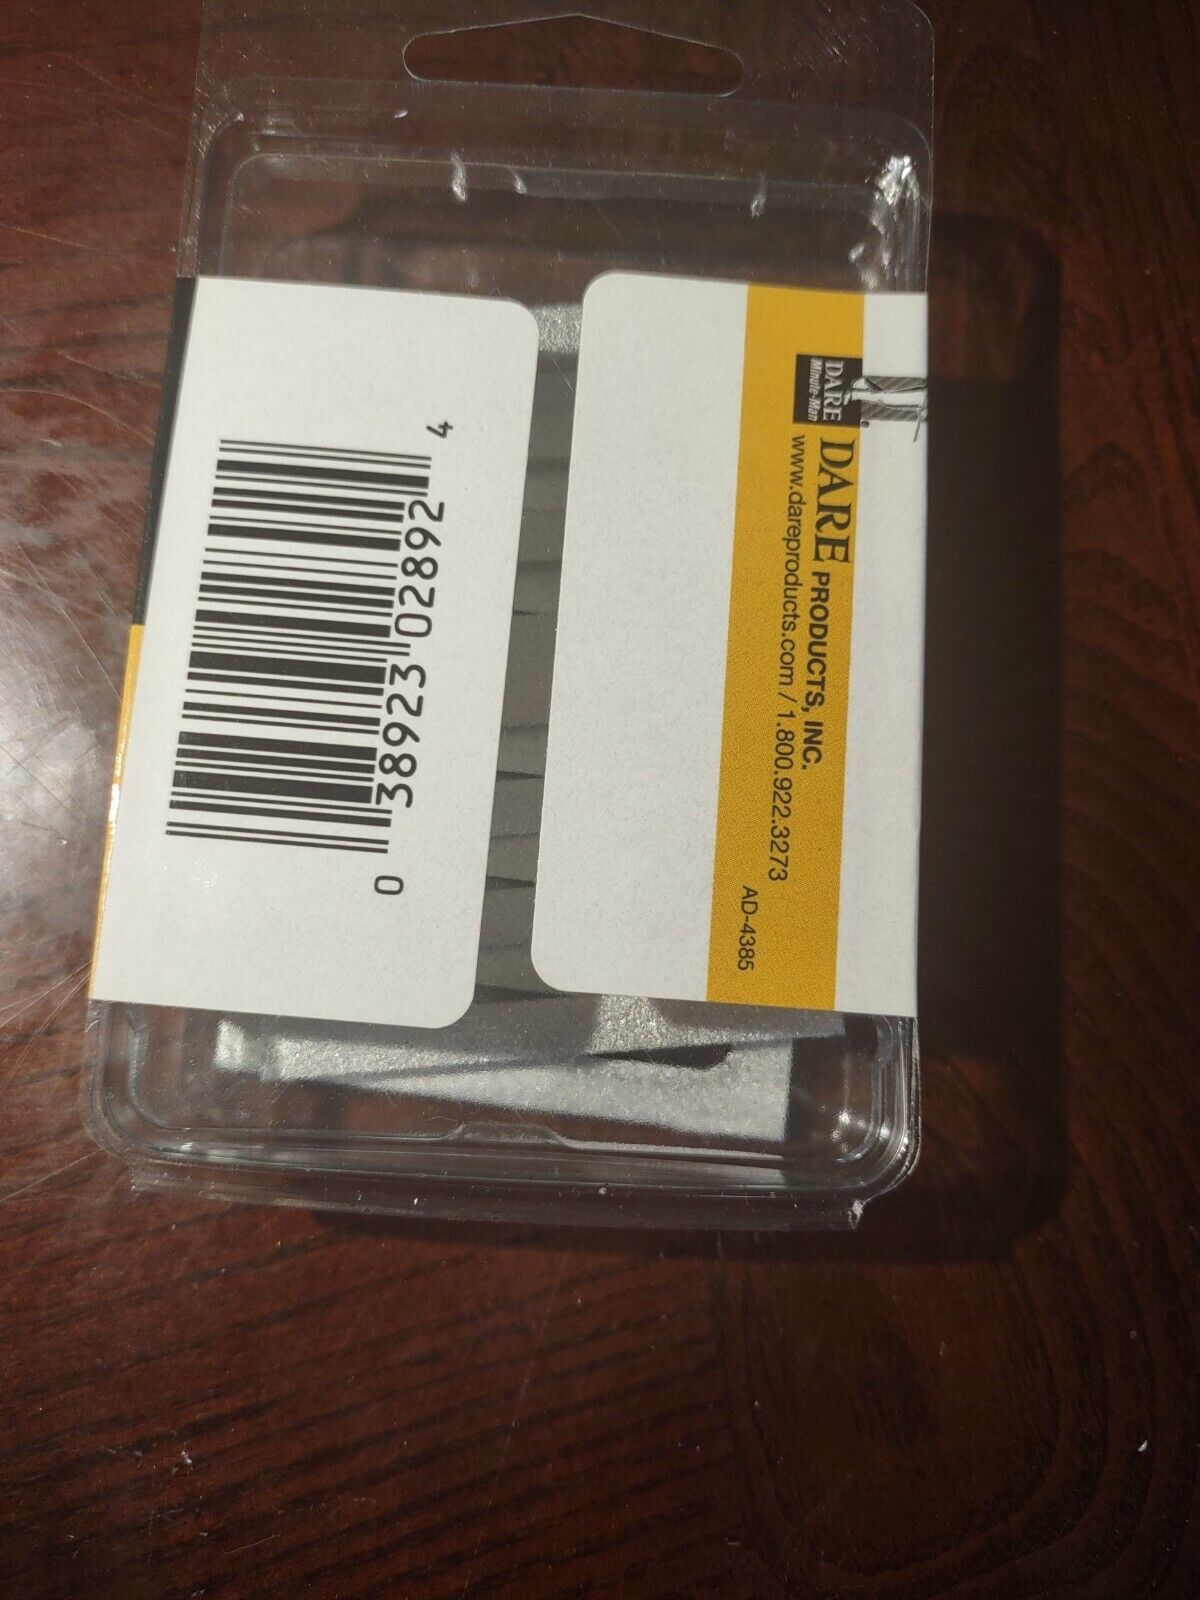 DARE
Minute-Man
®
DARE PRODUCTS, INC.
www.dareproducts.com / 1.800.922.3273
AD-4385
0 38923 02892 4